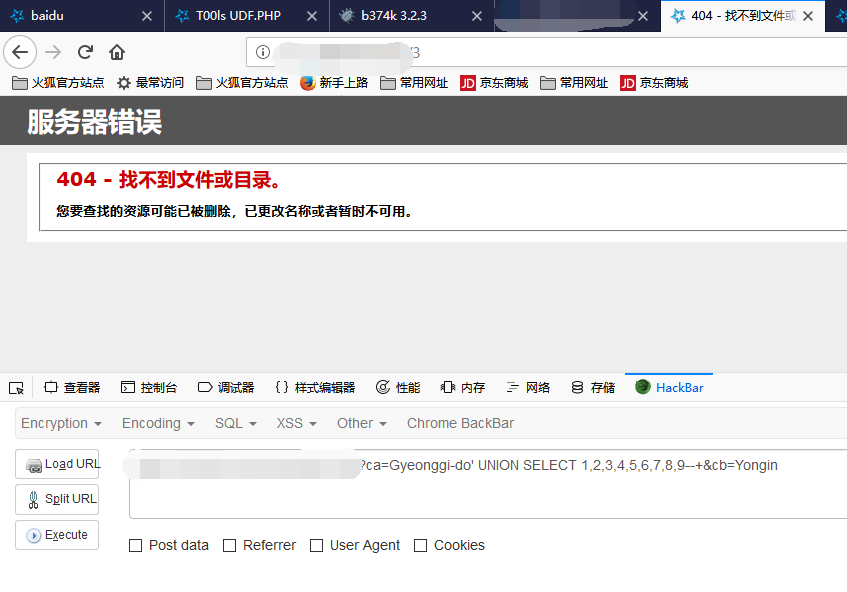 baidu T00ls UDF.PHP b374k 3.2.3 404 - 找不到文件或
/3
火狐官方站点 最常访问 火狐官方站点 新手上路 常用网址 JD 京东商城 常用网址 JD 京东商城
服务器错误
404 - 找不到文件或目录。
您要查找的资源可能已被删除，已更改名称或者暂时不可用。
查看器 控制台 调试器 {} 样式编辑器 性能 内存 网络 存储 HackBar
Encryption Encoding SQL XSS Other Chrome BackBar
Load URL ?ca=Gyeonggi-do' UNION SELECT 1,2,3,4,5,6,7,8,9--+&cb=Yongin
Split URL
Execute
Post data Referrer User Agent Cookies